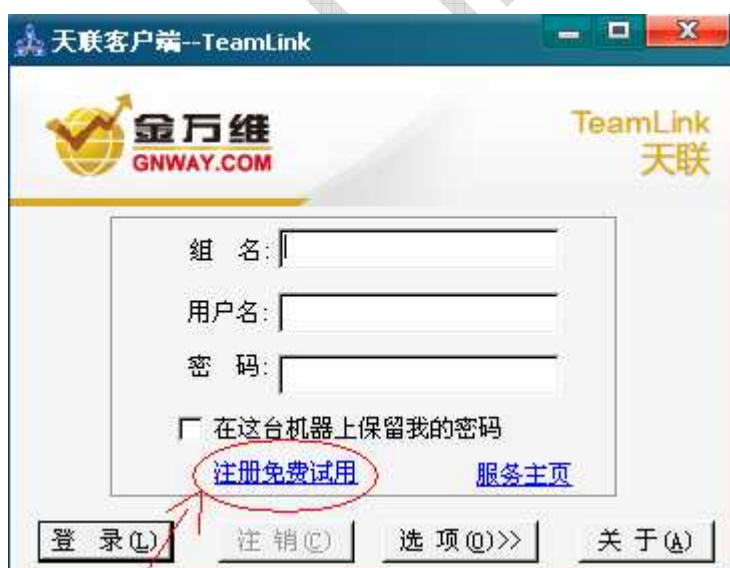 天联客户端--TeamLink
金万维
GNWAY.COM
TeamLink
天联
组 名:
用户名:
密 码:
在这台机器上保留我的密码
注册免费试用 服务主页
登 录(L) 注 销(C) 选 项(O)>> 关 于(A)